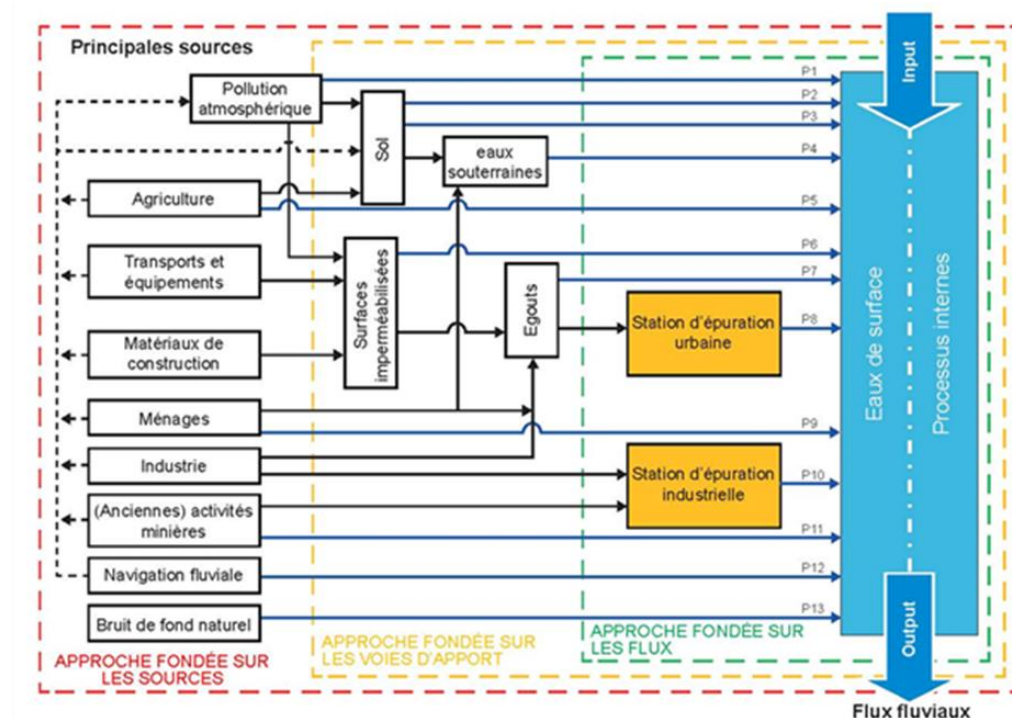 Principales sources
Pollution
atmosphérique
Sol
eaux
souterraines
Agriculture
Transports et
équipements
Surfaces
imperméabilisées
Egouts
Station d'épuration
urbaine
Matériaux de
construction
Ménages
Industrie
Station d'épuration
industrielle
(Anciennes) activités
minières
Navigation fluviale
Bruit de fond naturel
P1
P2
P3
P4
P5
P6
P7
P8
P9
P10
P11
P12
P13
Input
Eaux de surface
Processus internes
Output
APPROCHE FONDÉE SUR
LES SOURCES
APPROCHE FONDÉE SUR
LES VOIES D'APPORT
APPROCHE FONDÉE SUR
LES FLUX
Flux fluviaux